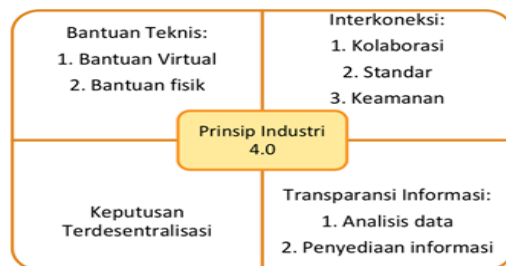 Bantuan Teknis:
1. Bantuan Virtual
2. Bantuan fisik
Interkoneksi:
1. Kolaborasi
2. Standar
3. Keamanan
Prinsip Industri
4.0
Keputusan
Terdesentralisasi
Transparansi Informasi:
1. Analisis data
2. Penyediaan informasi